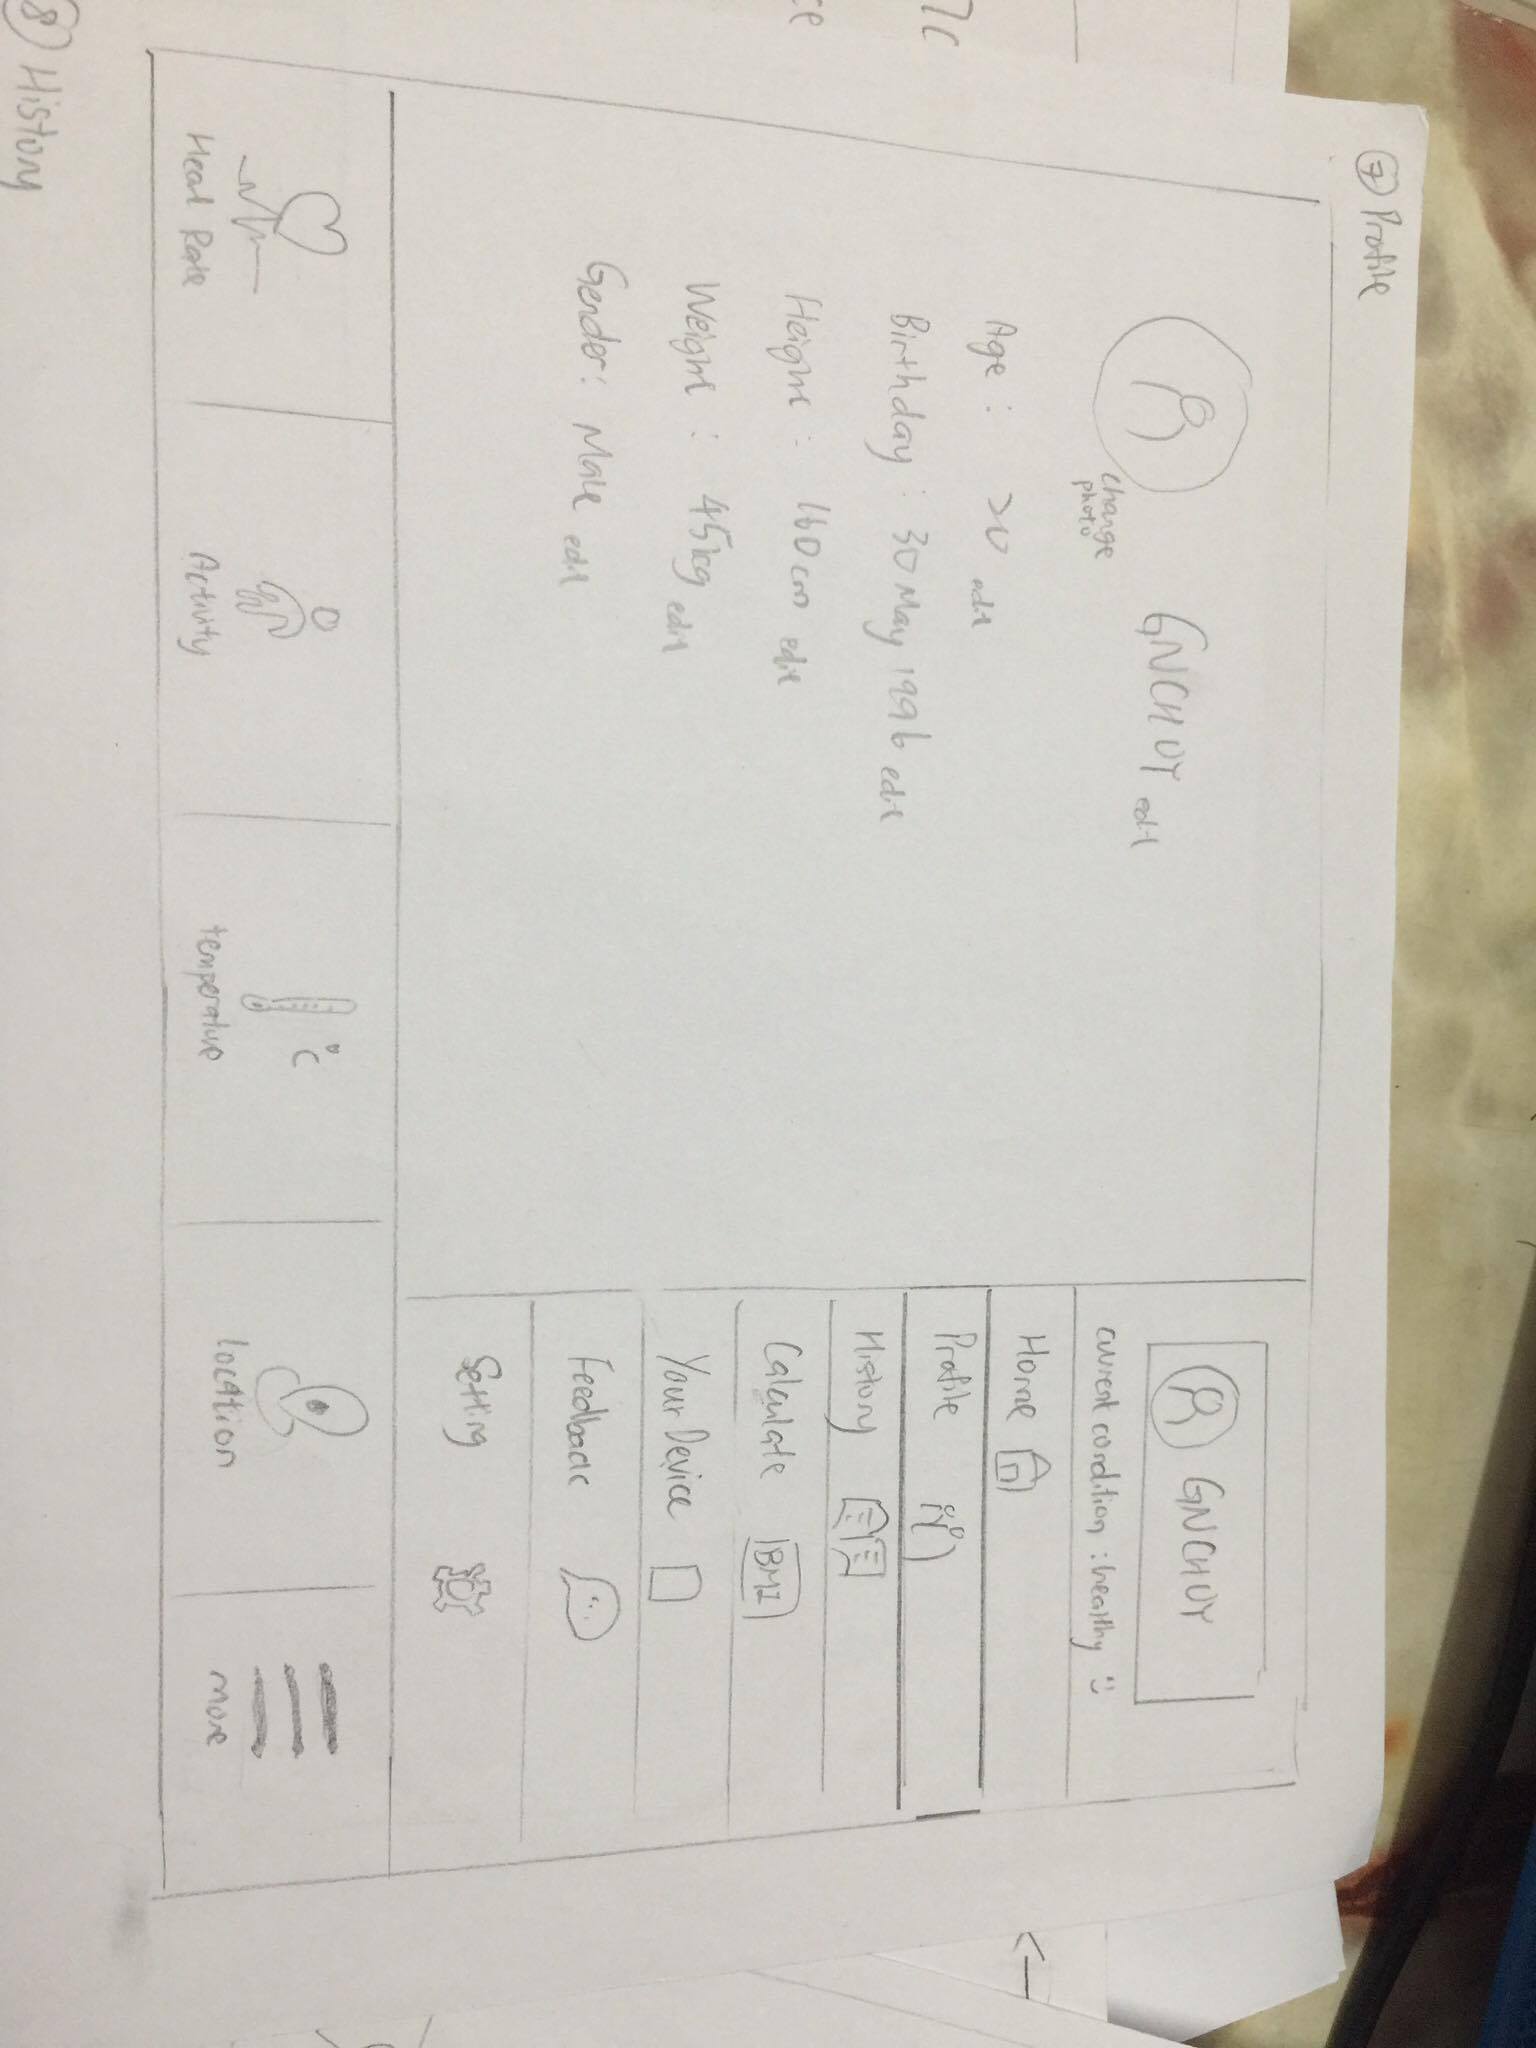 ⑦ Profile
GNCHUY edit
change
photo
Age : 20 edit
Birthday : 30 May 1996 edit
Height : 160cm edit
Weight : 45kg edit
Gender : Male edit
GNCHUY
current condition : healthy :)
Home
Profile
History
Calculate BMI
Your Device
Feedback
Setting
Heart Rate
Activity
°C
temperature
location
more
⑧ History